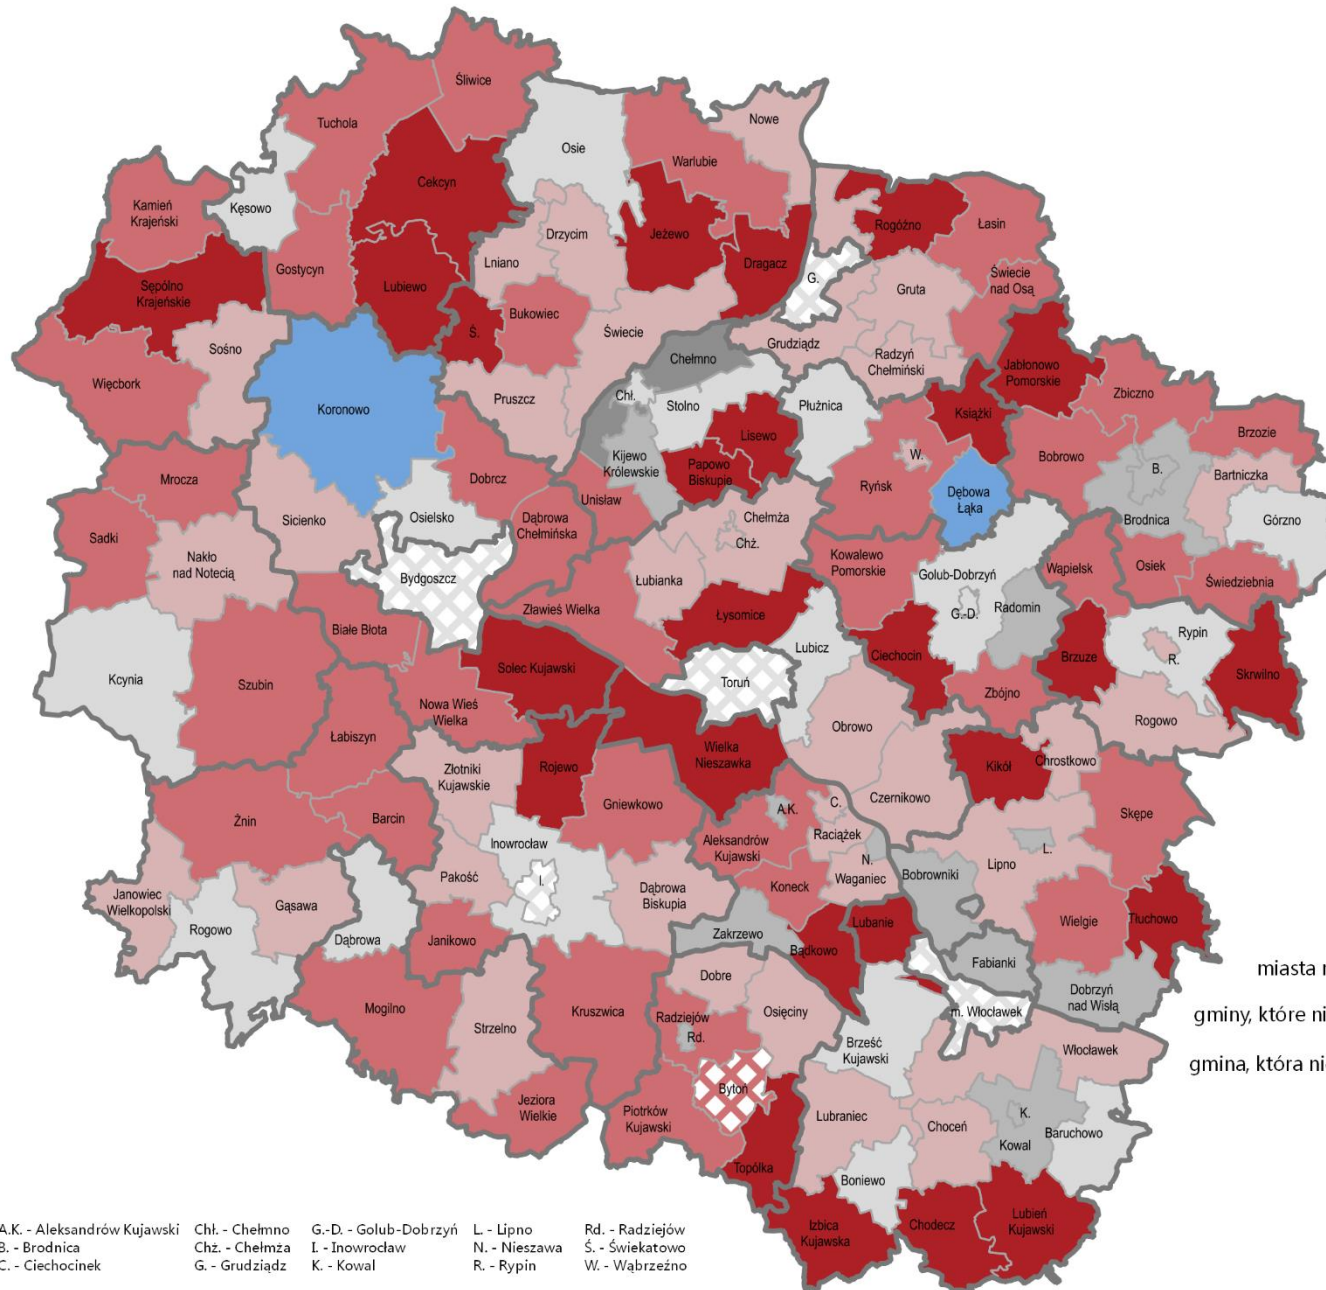 Śliwice
Tuchola
Osie
Nowe
Warlubie
Cekcyn
Kamień
Krajeński
Kęsowo
Rogóźno
Łasin
Drzycim
Jeżewo
Dragacz
Lniano
Gostycyn
Lubiewo
Sępólno
Krajeńskie
G.
Świecie
nad Osą
Gruta
Bukowiec
Ś.
Świecie
Sośno
Grudziądz
Radzyń
Chełmiński
Chełmno
Jabłonowo
Pomorskie
Więcbork
Koronowo
Pruszcz
Chł.
Stolno
Płużnica
Książki
Zbiczno
Lisewo
Brzozie
Kijewo
Królewskie
Papowo
Biskupie
W.
Bobrowo
B.
Bartniczka
Mrocza
Dobrcz
Unisław
Ryńsk
Dębowa
Łąka
Sicienko
Osielsko
Dąbrowa
Chełmińska
Chełmża
Chż.
Brodnica
Górzno
Sadki
Nakło
nad Notecią
Bydgoszcz
Łubianka
Kowalewo
Pomorskie
Golub-Dobrzyń
Wąpielsk
Osiek
Świedziebnia
Zławieś Wielka
G.-D.
Radomin
Białe Błota
Łysomice
Rypin
R.
Lubicz
Ciechocin
Brzuze
Skrwilno
Kcynia
Szubin
Solec Kujawski
Toruń
Nowa Wieś
Wielka
Zbójno
Łabiszyn
Obrowo
Rogowo
Wielka
Nieszawka
Złotniki
Kujawskie
Rojewo
Kikół
Chrostkowo
Czernikowo
Gniewkowo
Żnin
Barcin
A.K.
C.
Skępe
Inowrocław
Aleksandrów
Kujawski
Raciążek
Lipno
L.
N.
Janowiec
Wielkopolski
Gąsawa
Pakość
I.
Dąbrowa
Biskupia
Koneck
Waganiec
Bobrowniki
Rogowo
Dąbrowa
Janikowo
Zakrzewo
Lubanie
Wielgie
Tłuchowo
Bądkowo
Fabianki
Dobre
Dobrzyń
nad Wisłą
Mogilno
Strzelno
Kruszwica
Radziejów
Rd.
Osięciny
m. Włocławek
Brześć
Kujawski
Włocławek
Bytoń
Jeziora
Wielkie
Piotrków
Kujawski
Lubraniec
Choceń
K.
Kowal
Baruchowo
Topólka
Boniewo
Izbica
Kujawska
Chodecz
Lubień
Kujawski
miasta
gminy, które
gmina, która
A.K. - Aleksandrów Kujawski Chł. - Chełmno G.-D. - Golub-Dobrzyń L. - Lipno Rd. - Radziejów
B. - Brodnica Chż. - Chełmża I. - Inowrocław N. - Nieszawa Ś. - Świekatowo
C. - Ciechocinek G. - Grudziądz K. - Kowal R. - Rypin W. - Wąbrzeźno